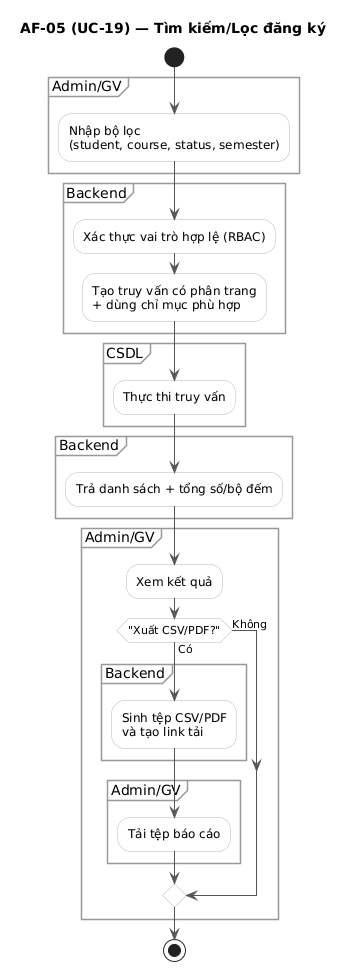 AF-05 (UC-19) — Tìm kiếm/Lọc đăng ký
Admin/GV
Nhập bộ lọc
(student, course, status, semester)
Backend
Xác thực vai trò hợp lệ (RBAC)
Tạo truy vấn có phân trang
+ dùng chỉ mục phù hợp
CSDL
Thực thi truy vấn
Backend
Trả danh sách + tổng số/bộ đếm
Admin/GV
Xem kết quả
"Xuất CSV/PDF?"
Không
Có
Backend
Sinh tệp CSV/PDF
và tạo link tải
Admin/GV
Tải tệp báo cáo